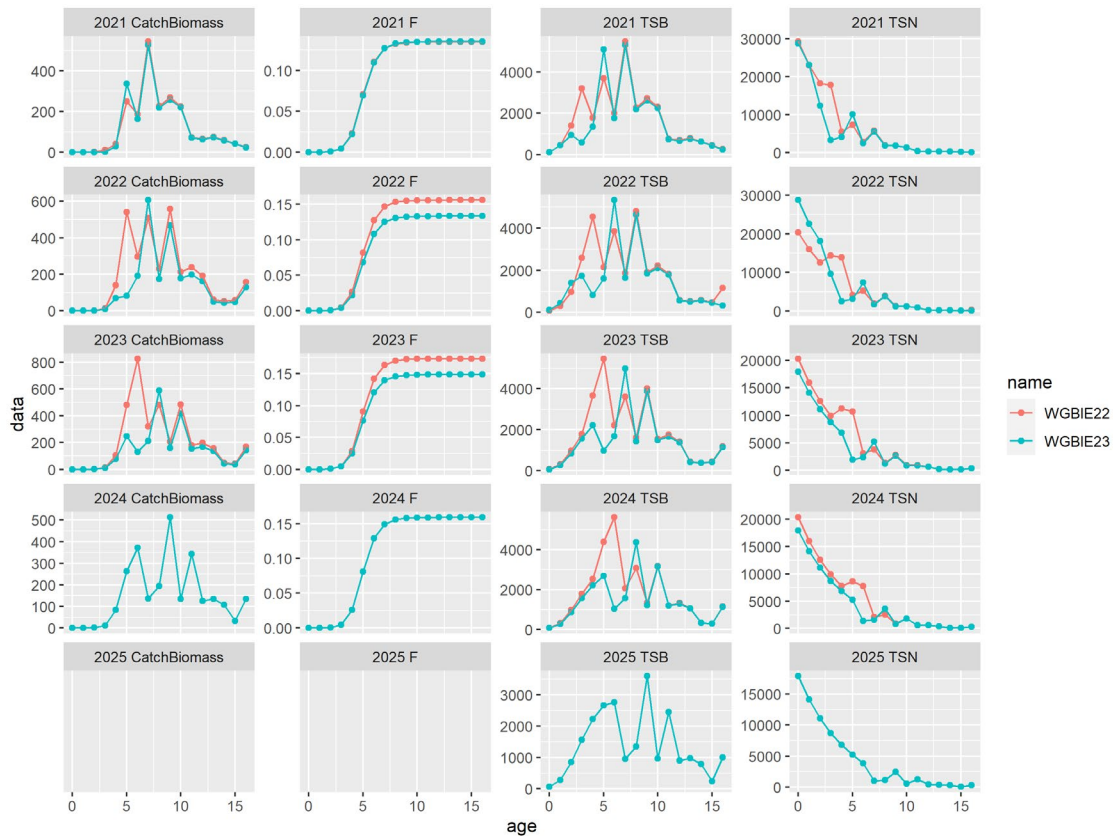 2021 CatchBiomass
2021 F
2021 TSB
2021 TSN
400
200
0
0.10
0.05
0.00
4000
2000
0
30000
20000
10000
0
2022 CatchBiomass
2022 F
2022 TSB
2022 TSN
600
400
200
0
0.15
0.10
0.05
0.00
4000
2000
0
30000
20000
10000
0
2023 CatchBiomass
2023 F
2023 TSB
2023 TSN
800
600
400
200
0
0.15
0.10
0.05
0.00
4000
2000
0
20000
15000
10000
5000
0
2024 CatchBiomass
2024 F
2024 TSB
2024 TSN
500
400
300
200
100
0
0.15
0.10
0.05
0.00
4000
2000
0
20000
15000
10000
5000
0
2025 CatchBiomass
2025 F
2025 TSB
2025 TSN
3000
2000
1000
0
15000
10000
5000
0
0 5 10 15
0 5 10 15
0 5 10 15
0 5 10 15
age
data
name
WGBIE22
WGBIE23